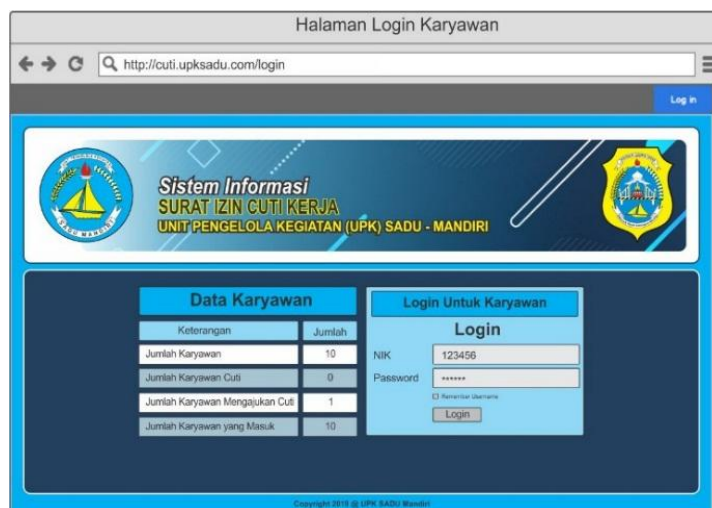 Halaman Login Karyawan
http://cuti.upksadu.com/login
Log in
Sistem Informasi
SURAT IZIN CUTI KERJA
UNIT PENGELOLA KEGIATAN (UPK) SADU - MANDIRI
SADU MANDIRI
Data Karyawan
Keterangan Jumlah
Jumlah Karyawan 10
Jumlah Karyawan Cuti 0
Jumlah Karyawan Mengajukan Cuti 1
Jumlah Karyawan yang Masuk 10
Login Untuk Karyawan
Login
NIK 123456
Password ******
Remember Username
Login
Copyright 2018 @ UPK SADU Mandiri